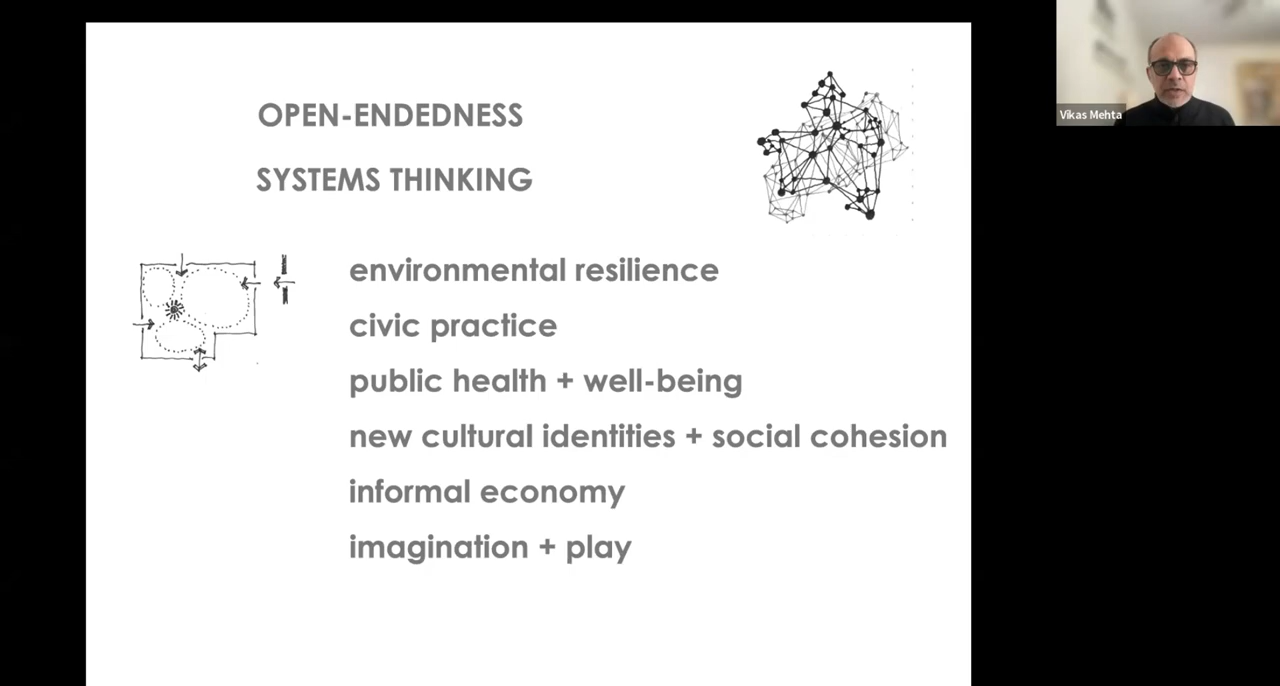 OPEN-ENDEDNESS
SYSTEMS THINKING
environmental resilience
civic practice
public health + well-being
new cultural identities + social cohesion
informal economy
imagination + play
Vikas Mehta